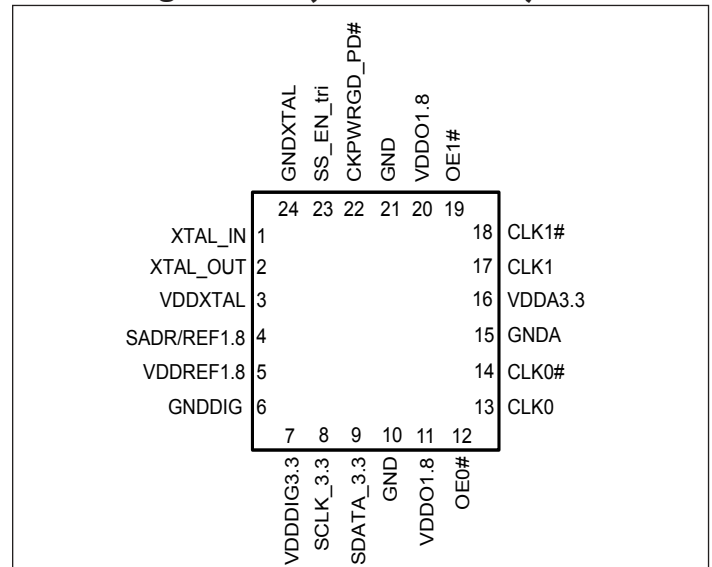 GNDXTAL
SS_EN_tri
CKPWRGD_PD#
GND
VDDO1.8
OE1#
24 23 22 21 20 19
XTAL_IN 1
18 CLK1#
XTAL_OUT 2
17 CLK1
VDDXTAL 3
16 VDDA3.3
SADR/REF1.8 4
15 GNDA
VDDREF1.8 5
14 CLK0#
GNDDIG 6
13 CLK0
7 8 9 10 11 12
VDDDIG3.3
SCLK_3.3
SDATA_3.3
GND
VDDO1.8
OE0#